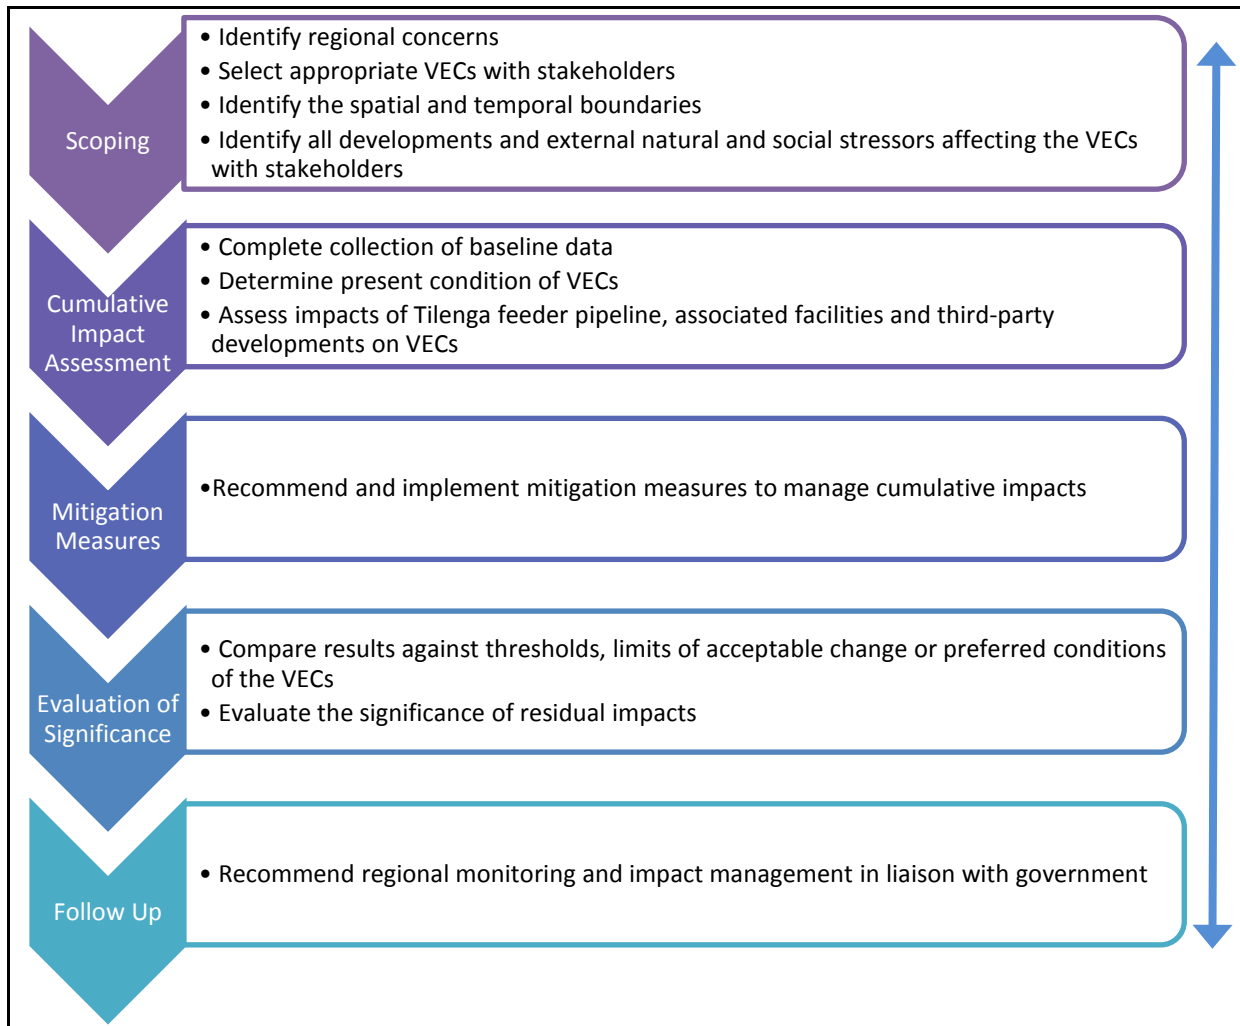 Scoping
• Identify regional concerns
• Select appropriate VECs with stakeholders
• Identify the spatial and temporal boundaries
• Identify all developments and external natural and social stressors affecting the VECs
with stakeholders
Cumulative
Impact
Assessment
• Complete collection of baseline data
• Determine present condition of VECs
• Assess impacts of Tilenga feeder pipeline, associated facilities and third-party
developments on VECs
Mitigation
Measures
•Recommend and implement mitigation measures to manage cumulative impacts
Evaluation of
Significance
• Compare results against thresholds, limits of acceptable change or preferred conditions
of the VECs
• Evaluate the significance of residual impacts
Follow Up
• Recommend regional monitoring and impact management in liaison with government